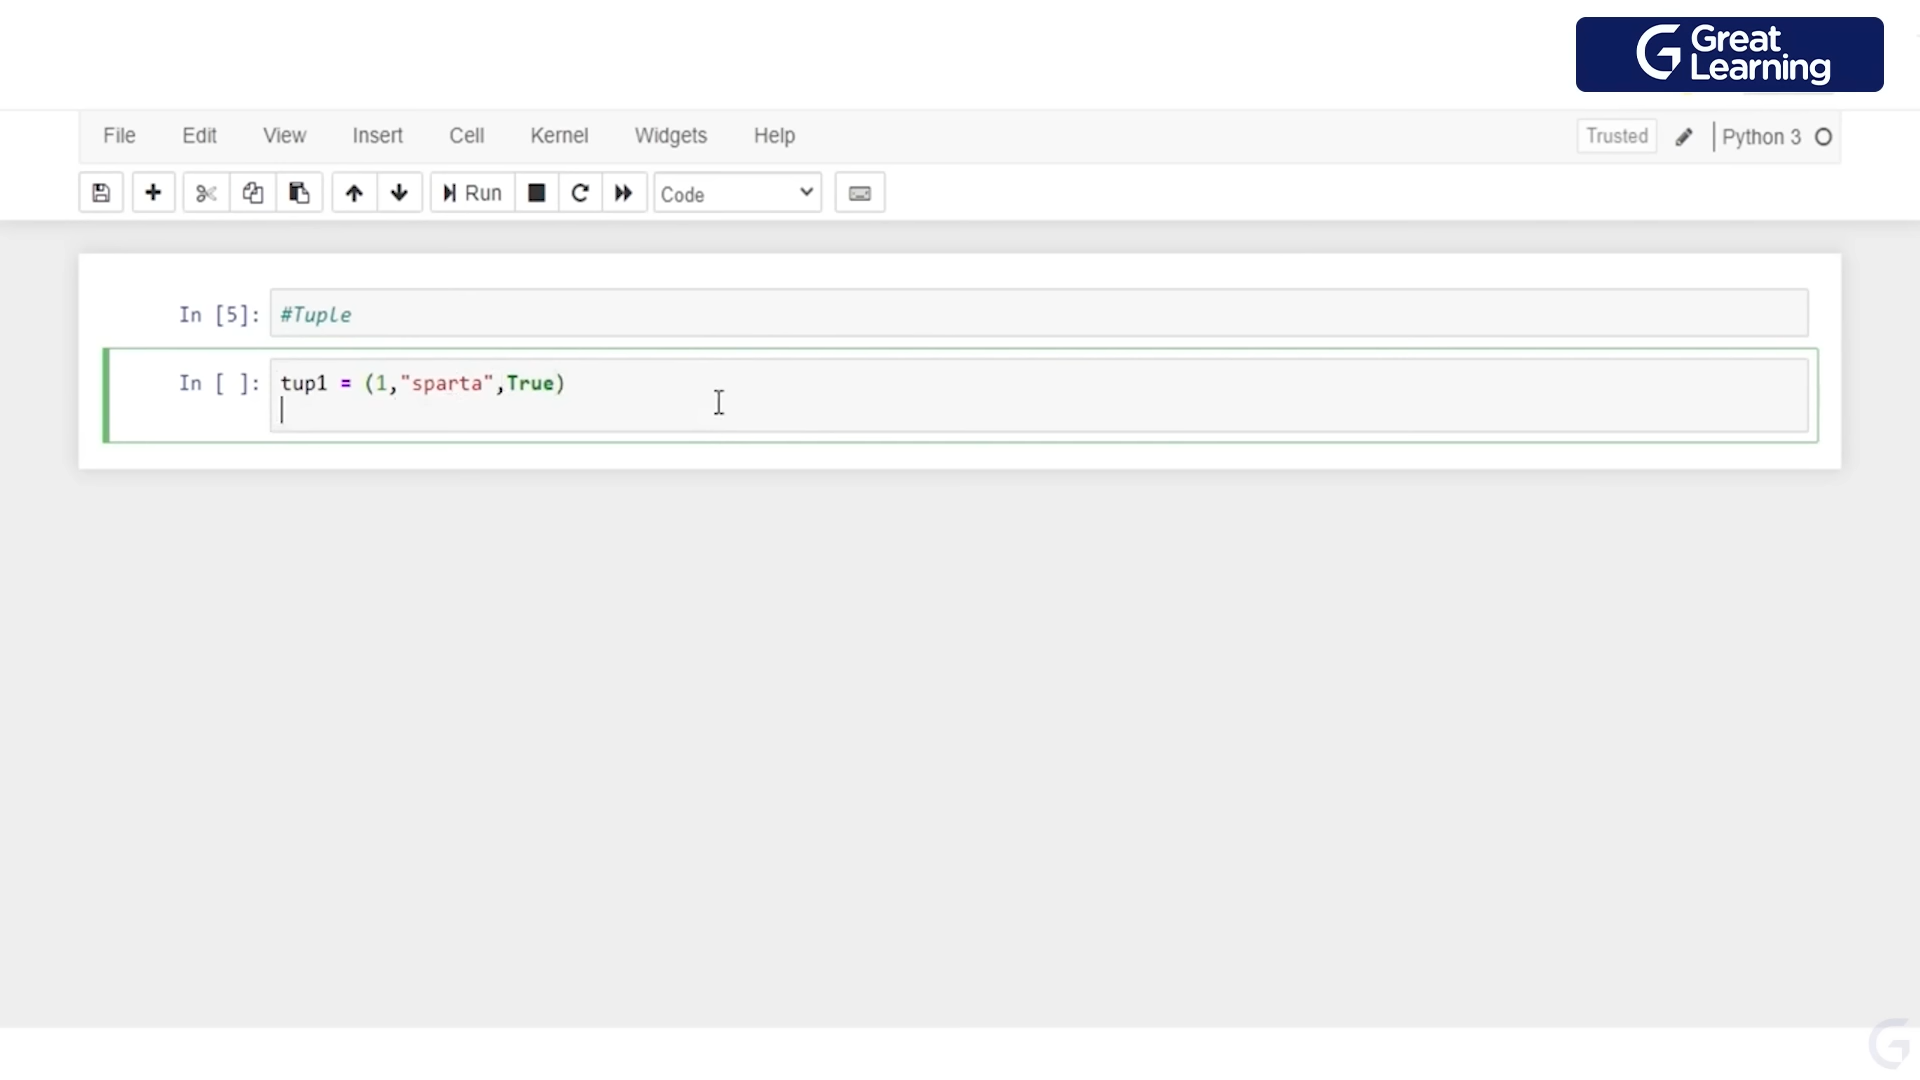 Great
Learning
File Edit View Insert Cell Kernel Widgets Help Trusted Python 3
Run Code
In [5]: #Tuple
In [ ]: tup1 = (1,"sparta",True)